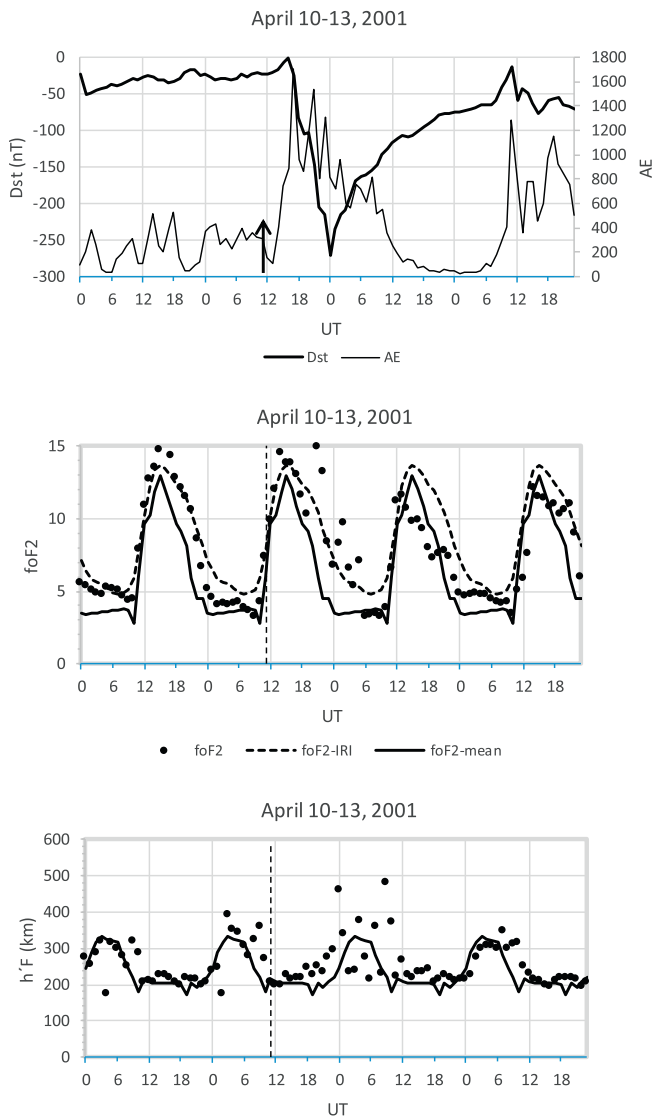 April 10-13, 2001
0 1800
-50 1600
1400
-100 1200
-150 1000
800
-200 600
-250 400
200
-300 0
Dst (nT)
AE
0 6 12 18 0 6 12 18 0 6 12 18 0 6 12 18
UT
Dst AE
April 10-13, 2001
15
10
5
0
foF2
0 6 12 18 0 6 12 18 0 6 12 18 0 6 12 18
UT
foF2 foF2-IRI foF2-mean
April 10-13, 2001
600
500
400
300
200
100
0
h´F (km)
0 6 12 18 0 6 12 18 0 6 12 18 0 6 12 18
UT